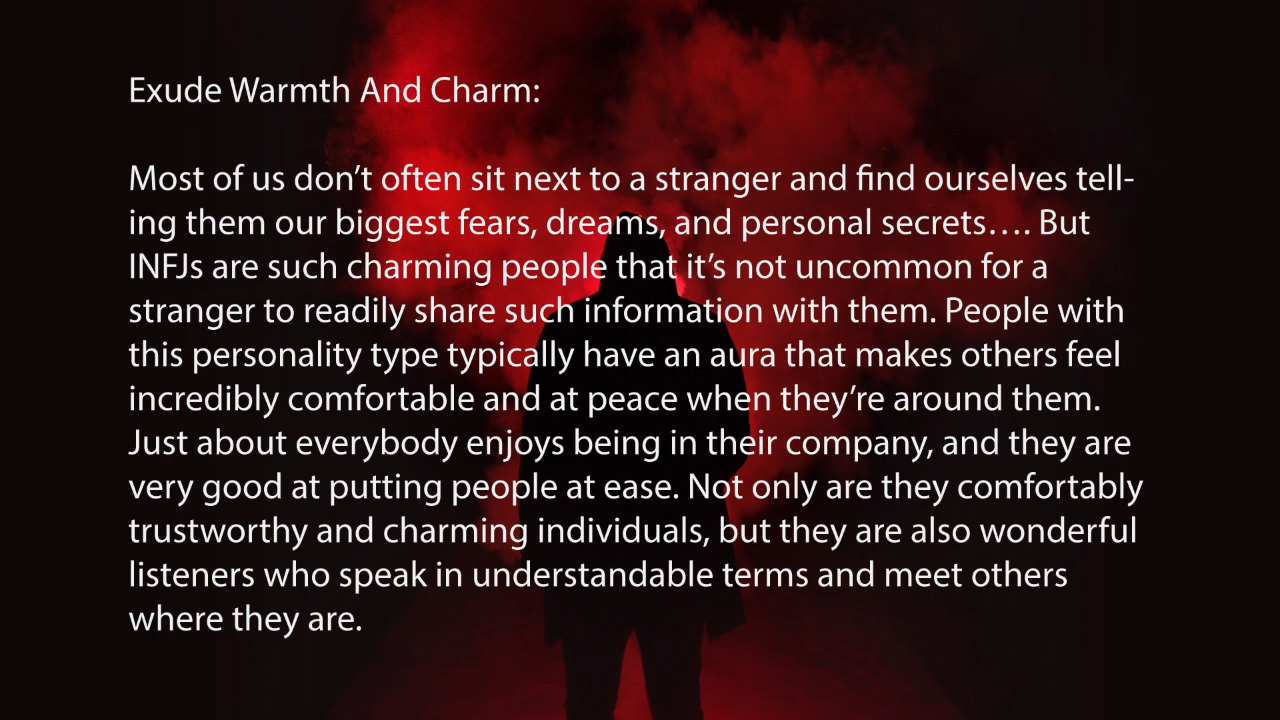 Exude Warmth And Charm:
Most of us don’t often sit next to a stranger and find ourselves tell-
ing them our biggest fears, dreams, and personal secrets…. But
INFJs are such charming people that it’s not uncommon for a
stranger to readily share such information with them. People with
this personality type typically have an aura that makes others feel
incredibly comfortable and at peace when they’re around them.
Just about everybody enjoys being in their company, and they are
very good at putting people at ease. Not only are they comfortably
trustworthy and charming individuals, but they are also wonderful
listeners who speak in understandable terms and meet others
where they are.